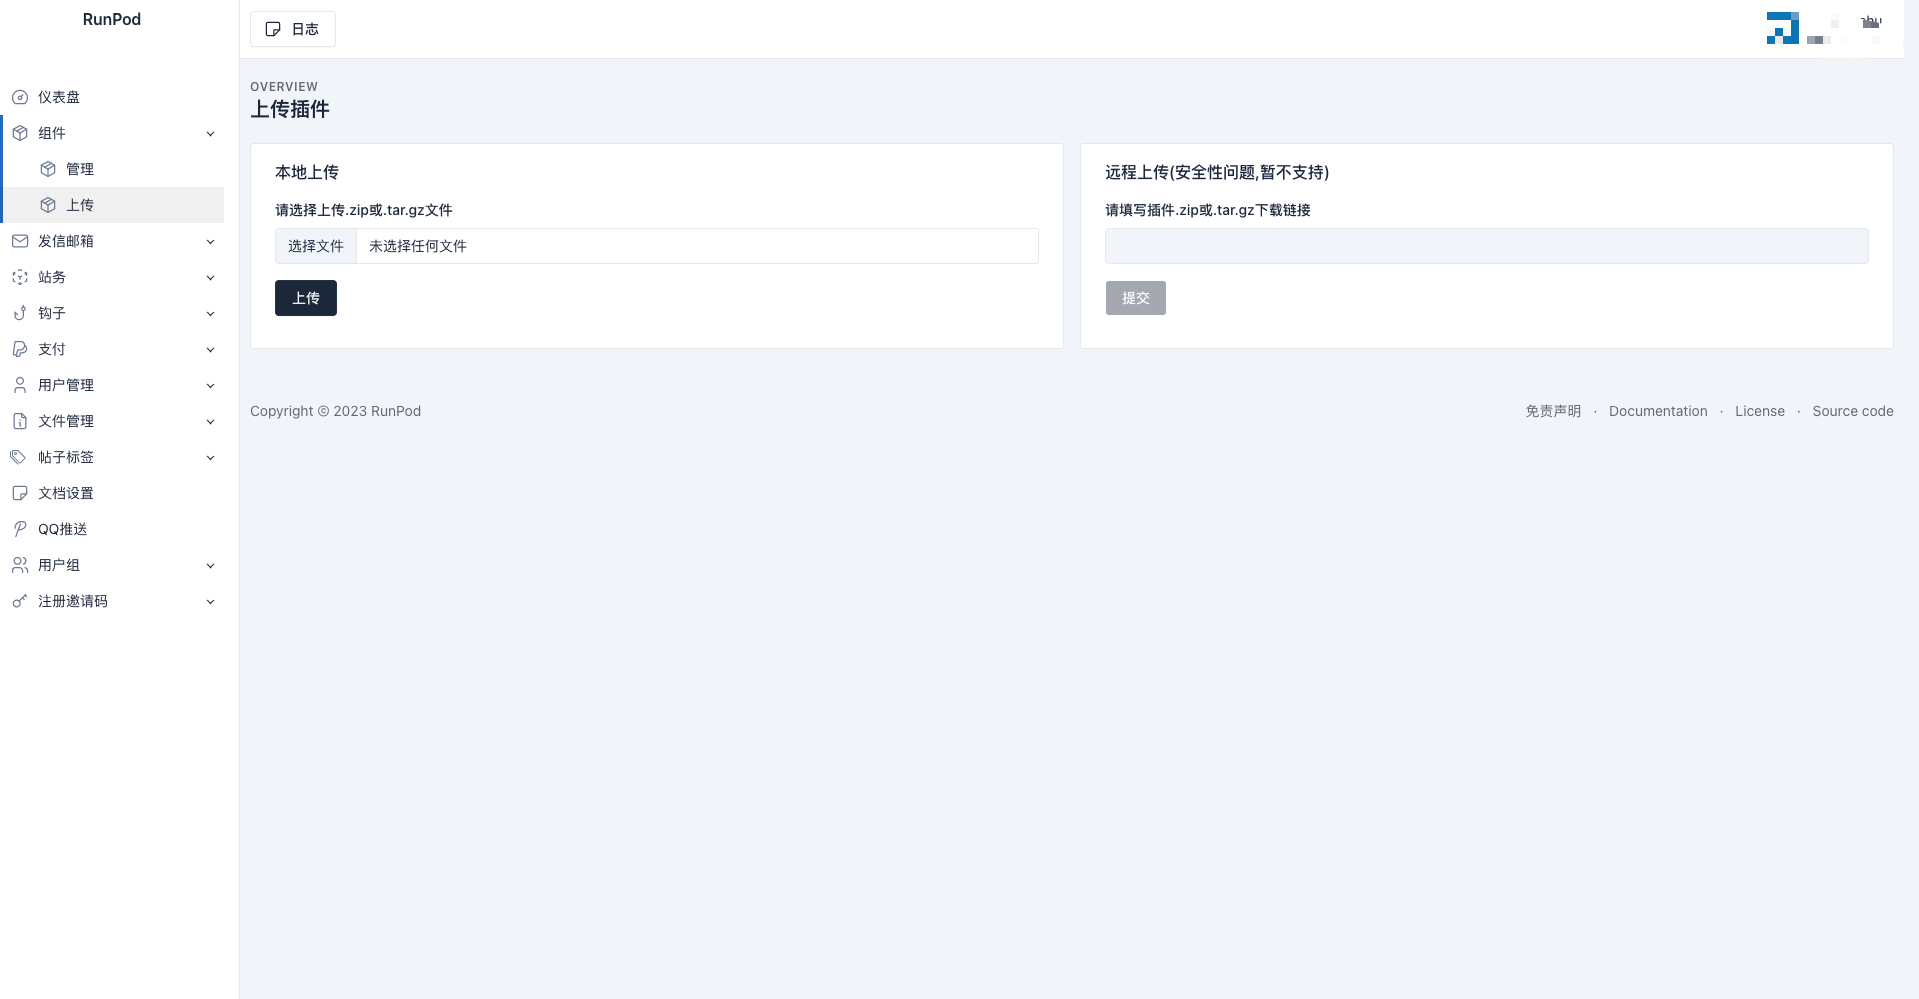 RunPod
日志
仪表盘
组件
管理
上传
发信邮箱
站务
钩子
支付
用户管理
文件管理
帖子标签
文档设置
QQ推送
用户组
注册邀请码
OVERVIEW
上传插件
本地上传
请选择上传.zip或.tar.gz文件
选择文件 未选择任何文件
上传
远程上传(安全性问题,暂不支持)
请填写插件.zip或.tar.gz下载链接
提交
Copyright © 2023 RunPod
免责声明 · Documentation · License · Source code